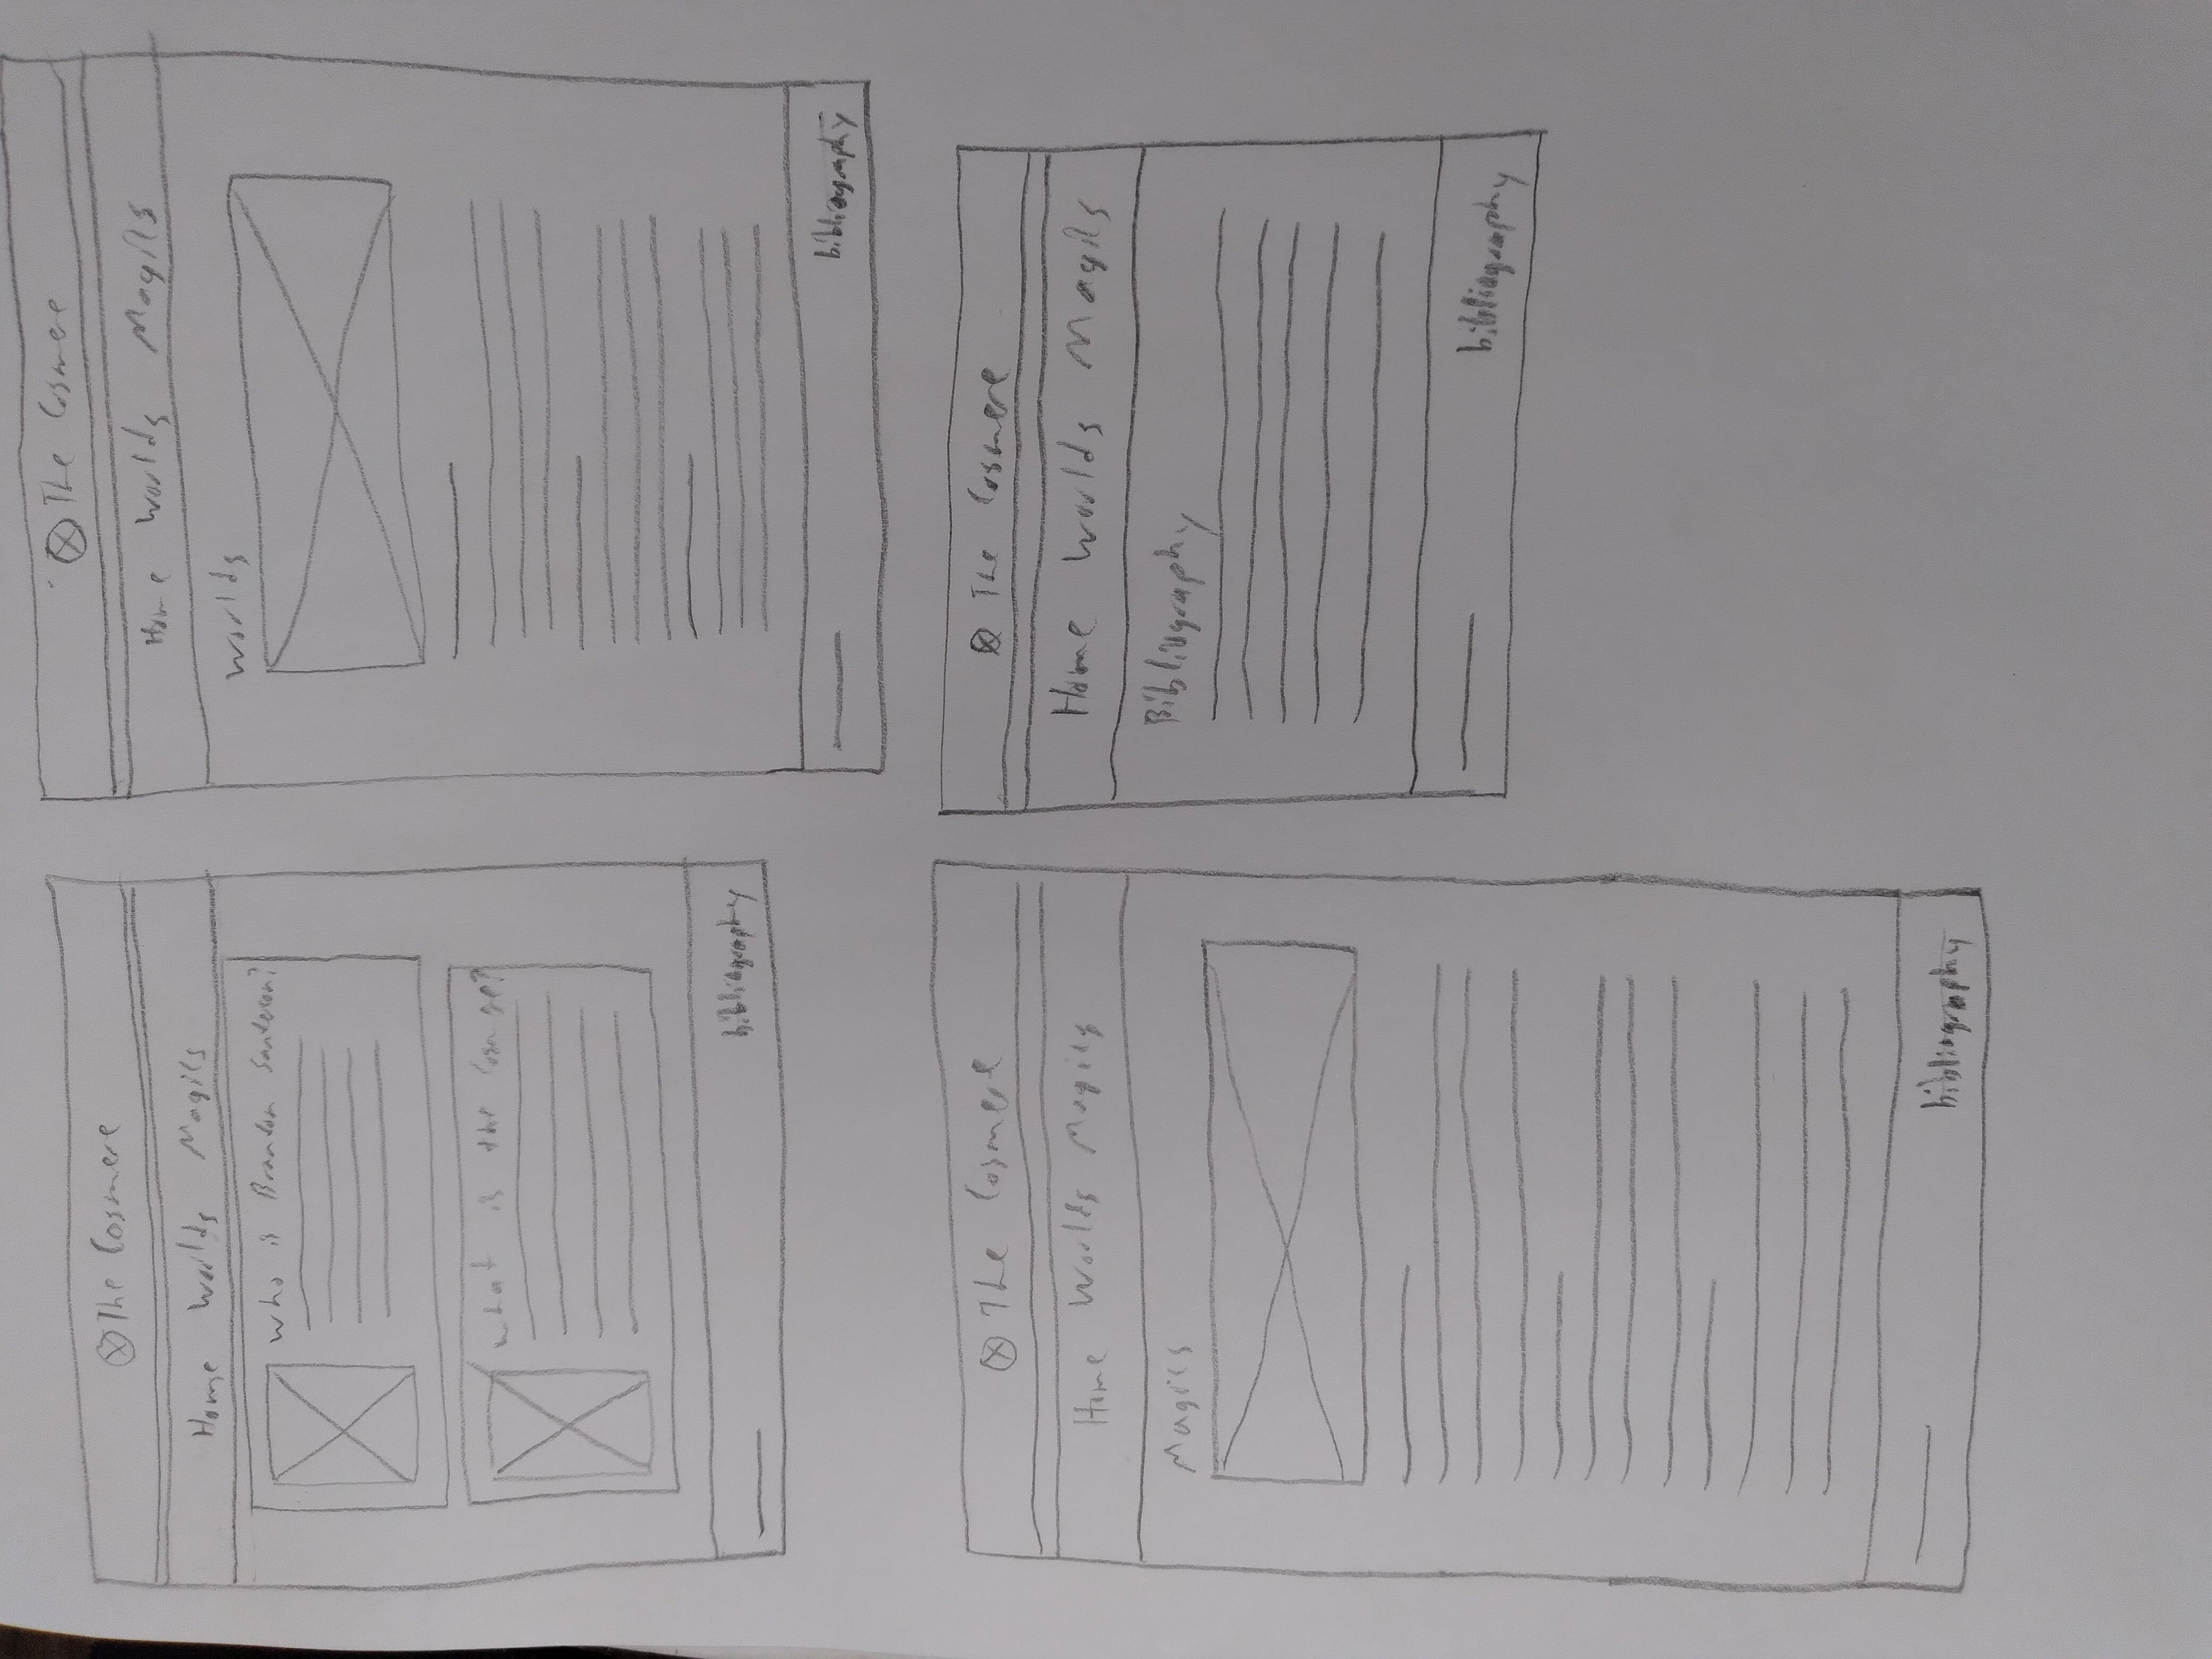 The Cosmere
Home Worlds Magics
Who is Brandon Sanderson?
What is the Cosmere?
bibliography
The Cosmere
Home Worlds Magics
Worlds
bibliography
The Cosmere
Home Worlds Magics
Magics
bibliography
The Cosmere
Home Worlds Magics
Bibliography
bibliography